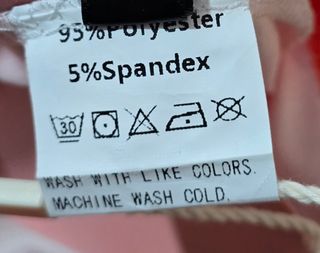 95%Polyester
5%Spandex
30
WASH WITH LIKE COLORS.
MACHINE WASH COLD.